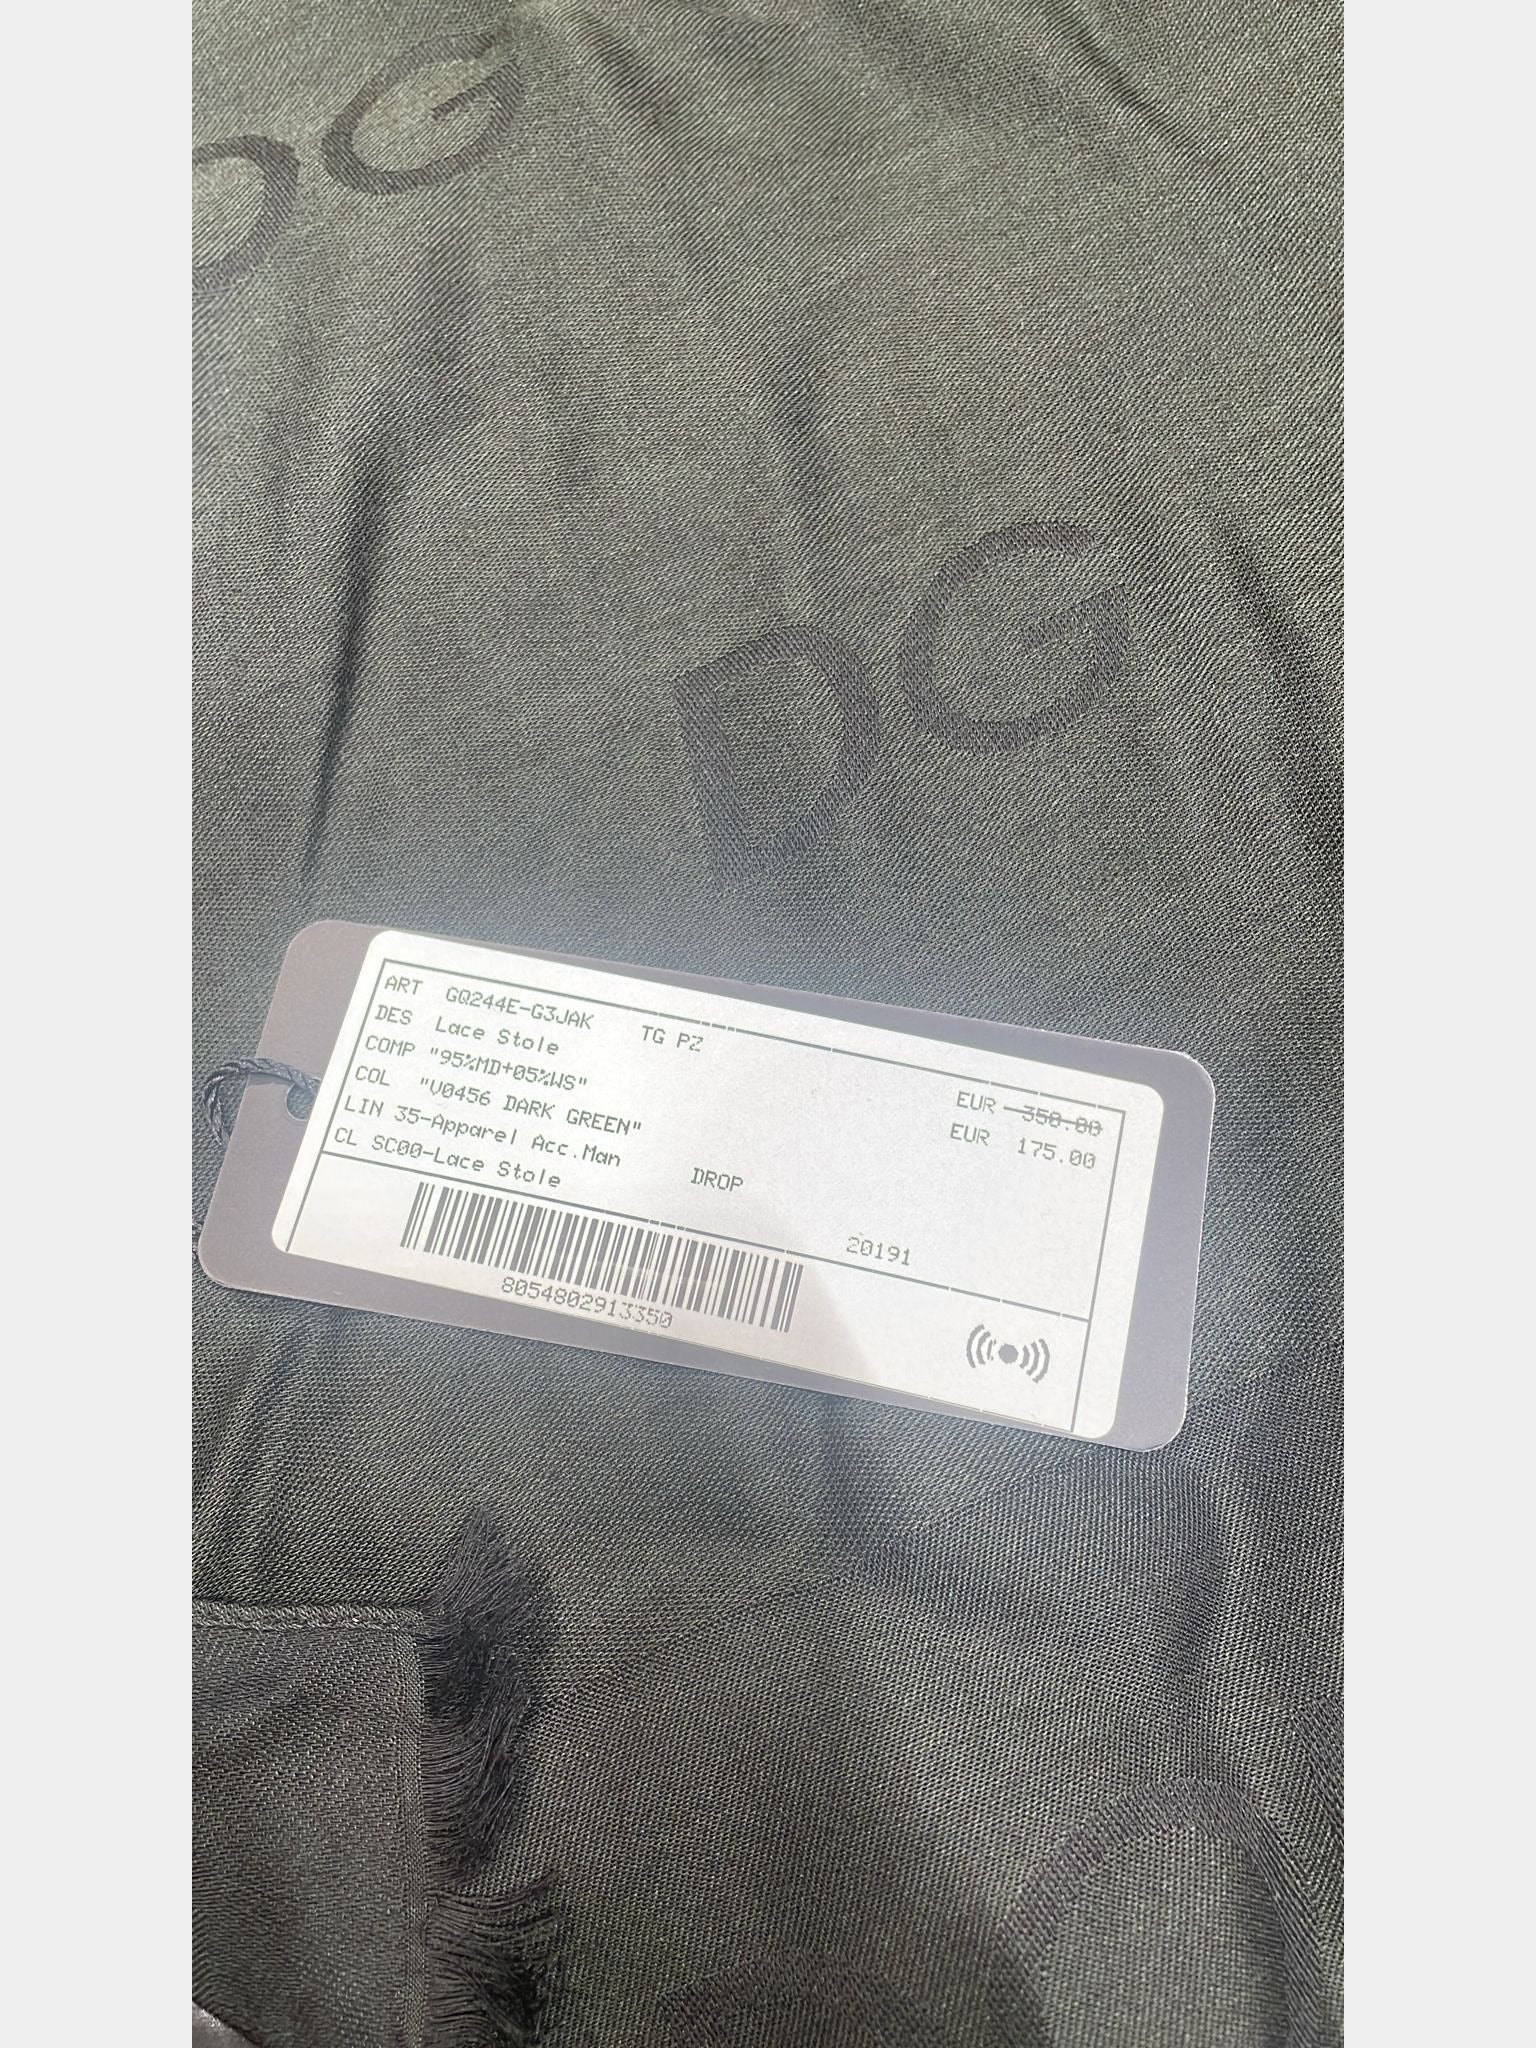 DG
DG
ART GQ244E-G3JAK TG PZ
DES Lace Stole
COMP "95%MD+05%WS"
COL "V0456 DARK GREEN"
LIN 35-Apparel Acc.Man
CL SC00-Lace Stole DROP
EUR 350.00
EUR 175.00
20191
8054802913350